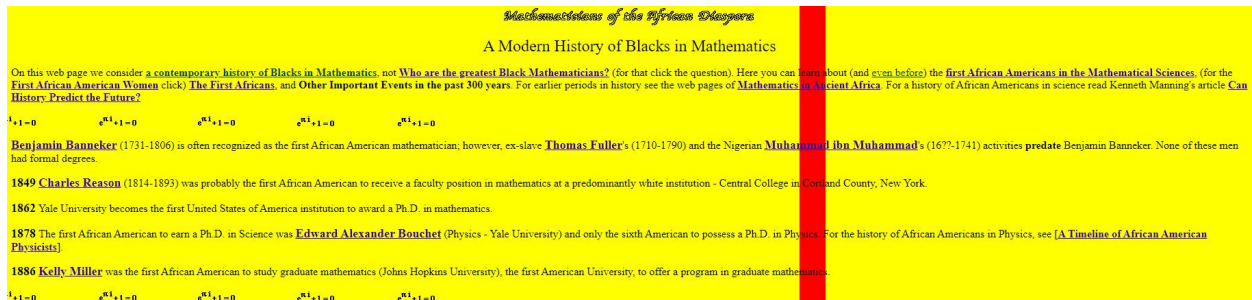 Mathematicians of the African Diaspora
A Modern History of Blacks in Mathematics
On this web page we consider a contemporary history of Blacks in Mathematics, not Who are the greatest Black Mathematicians? (for that click the question). Here you can learn about (and even before) the first African Americans in the Mathematical Sciences, (for the
First African American Women click) The First Africans, and Other Important Events in the past 300 years. For earlier periods in history see the web pages of Mathematics in Ancient Africa. For a history of African Americans in science read Kenneth Manning's article Can
History Predict the Future?
i+1=0 eπi+1=0 eπi+1=0 eπi+1=0 eπi+1=0
Benjamin Banneker (1731-1806) is often recognized as the first African American mathematician; however, ex-slave Thomas Fuller's (1710-1790) and the Nigerian Muhammad ibn Muhammad's (16??-1741) activities predate Benjamin Banneker. None of these men
had formal degrees.
1849 Charles Reason (1814-1893) was probably the first African American to receive a faculty position in mathematics at a predominantly white institution - Central College in Cortland County, New York.
1862 Yale University becomes the first United States of America institution to award a Ph.D. in mathematics.
1878 The first African American to earn a Ph.D. in Science was Edward Alexander Bouchet (Physics - Yale University) and only the sixth American to possess a Ph.D. in Physics. For the history of African Americans in Physics, see [A Timeline of African American
Physicists].
1886 Kelly Miller was the first African American to study graduate mathematics (Johns Hopkins University), the first American University, to offer a program in graduate mathematics.
i+1=0 eπi+1=0 eπi+1=0 eπi+1=0 eπi+1=0